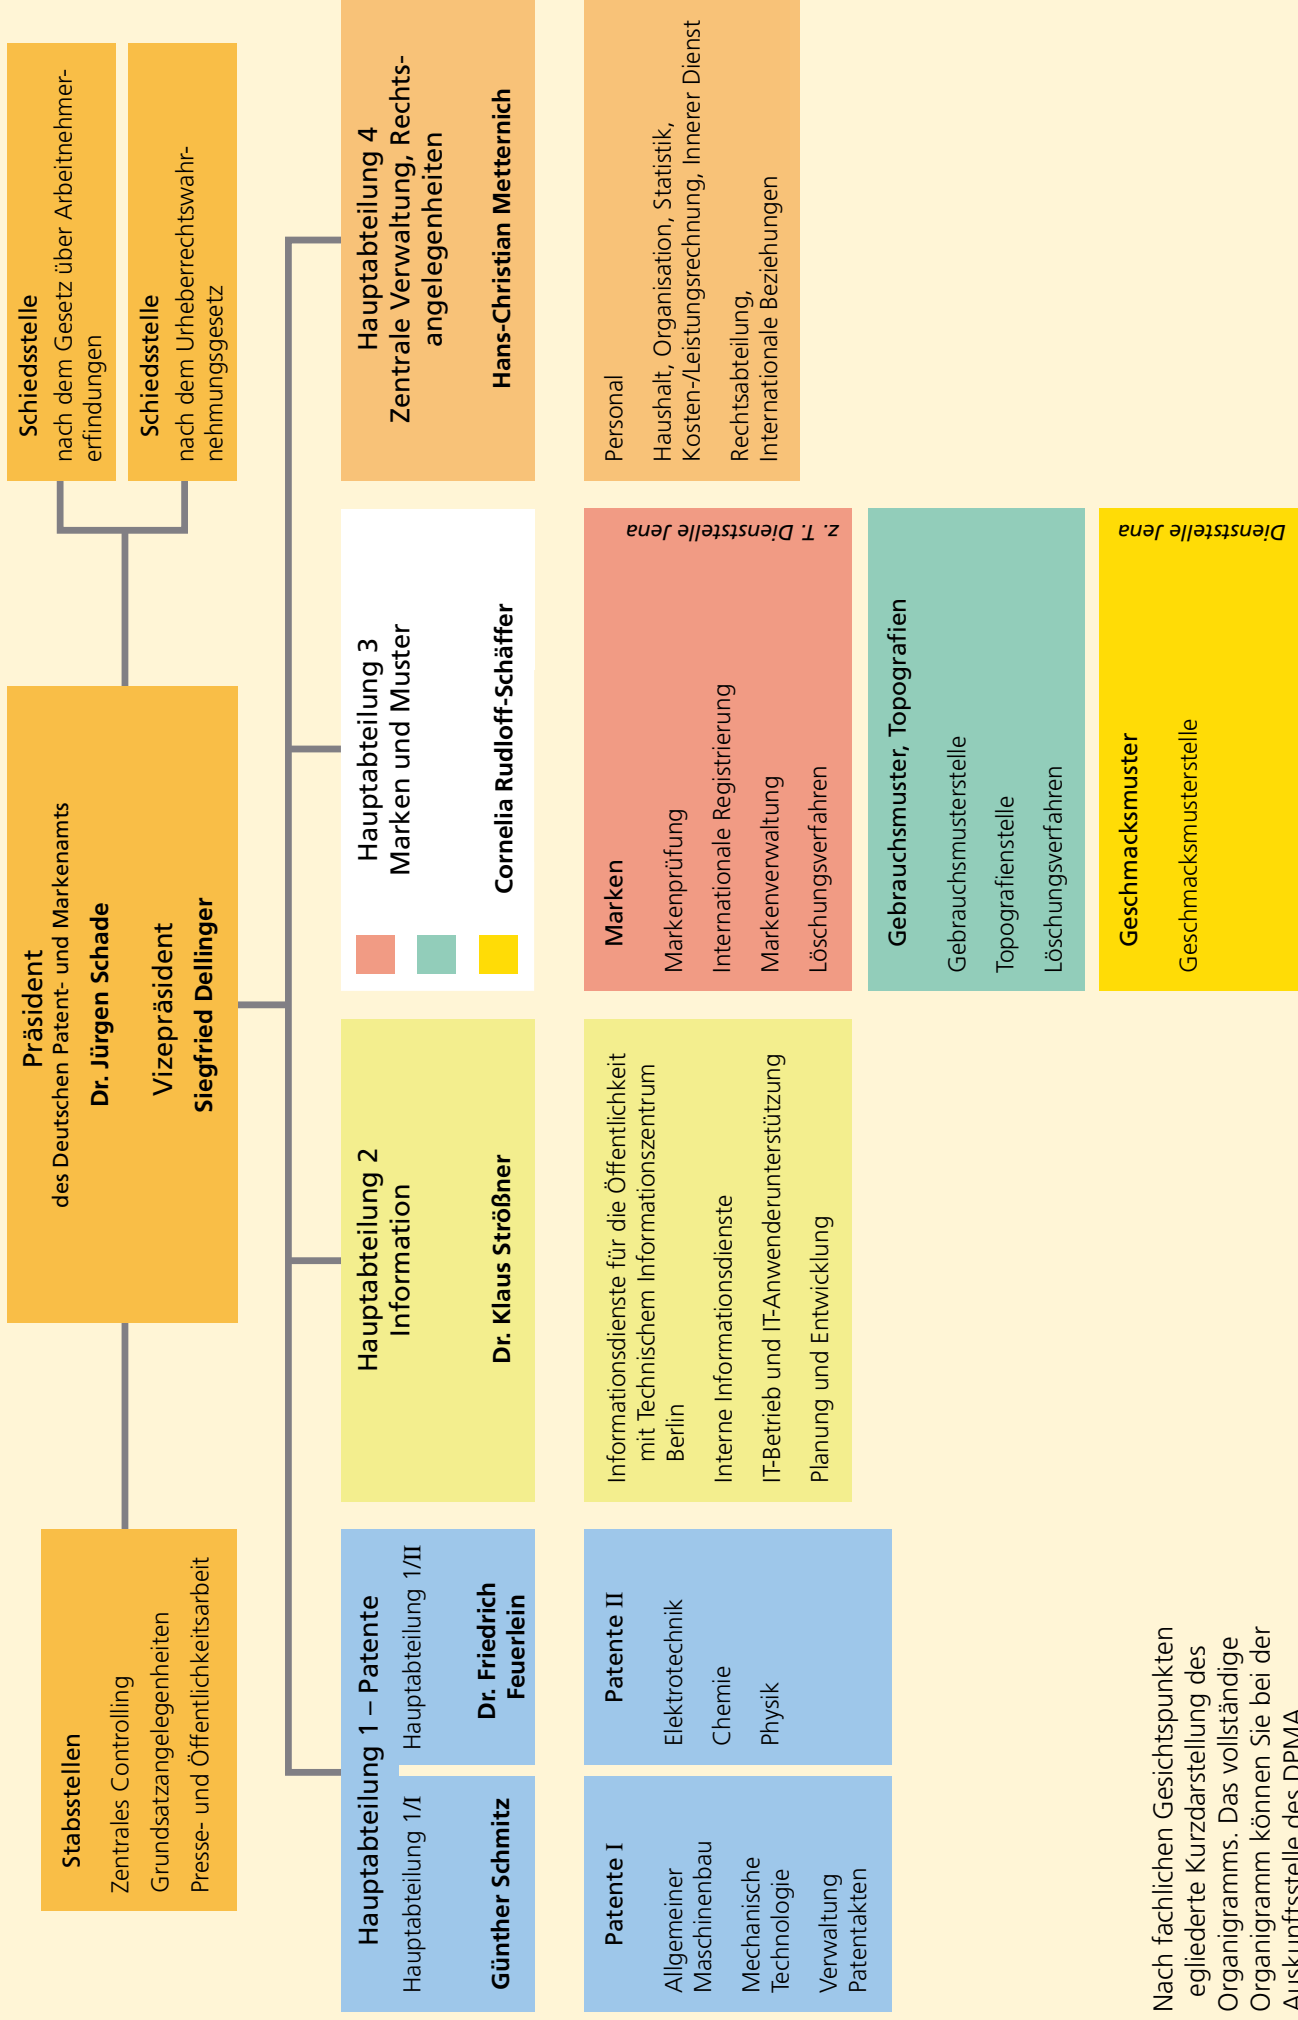 Stabsstellen
Zentrales Controlling
Grundsatzangelegenheiten
Presse- und Öffentlichkeitsarbeit
Präsident
des Deutschen Patent- und Markenamts
Dr. Jürgen Schade
Vizepräsident
Siegfried Dellinger
Schiedsstelle
nach dem Gesetz über Arbeitnehmer-
erfindungen
Schiedsstelle
nach dem Urheberrechtswahr-
nehmungsgesetz
Hauptabteilung 1 – Patente
Hauptabteilung 1/I
Günther Schmitz
Hauptabteilung 1/II
Dr. Friedrich
Feuerlein
Hauptabteilung 2
Information
Dr. Klaus Strößner
Hauptabteilung 3
Marken und Muster
Cornelia Rudloff-Schäffer
Hauptabteilung 4
Zentrale Verwaltung, Rechts-
angelegenheiten
Hans-Christian Metternich
Patente I
Allgemeiner
Maschinenbau
Mechanische
Technologie
Verwaltung
Patentakten
Patente II
Elektrotechnik
Chemie
Physik
Informationsdienste für die Öffentlichkeit
mit Technischem Informationszentrum
Berlin
Interne Informationsdienste
IT-Betrieb und IT-Anwenderunterstützung
Planung und Entwicklung
Marken
Markenprüfung
Internationale Registrierung
Markenverwaltung
Löschungsverfahren
z. T. Dienststelle Jena
Gebrauchsmuster, Topografien
Gebrauchsmusterstelle
Topografienstelle
Löschungsverfahren
Geschmacksmuster
Geschmacksmusterstelle
Dienststelle Jena
Personal
Haushalt, Organisation, Statistik,
Kosten-/Leistungsrechnung, Innerer Dienst
Rechtsabteilung,
Internationale Beziehungen
Nach fachlichen Gesichtspunkten
egliederte Kurzdarstellung des
Organigramms. Das vollständige
Organigramm können Sie bei der
Auskunftsstelle des DPMA